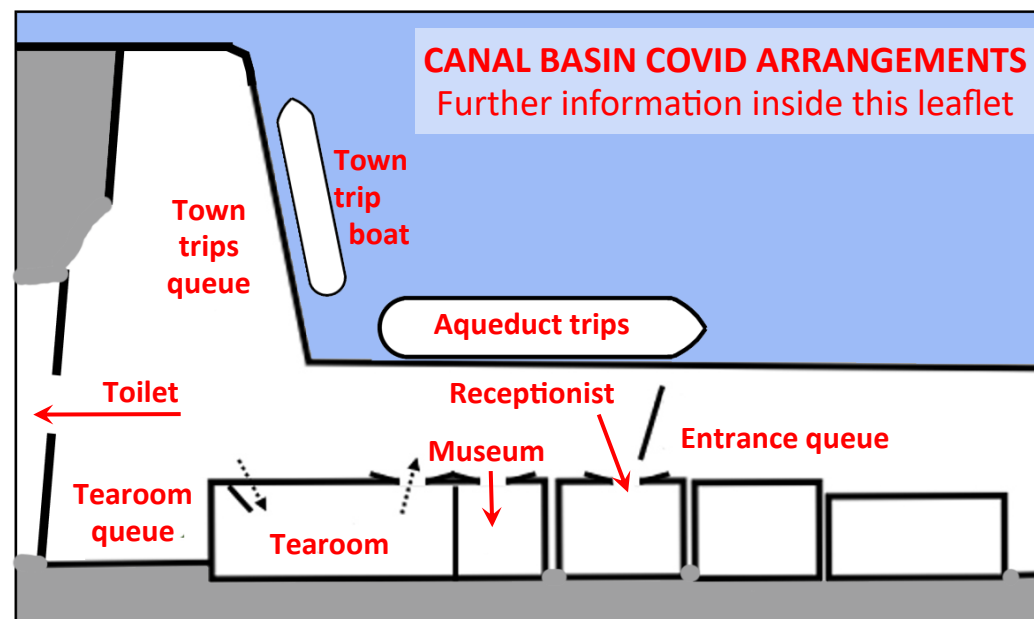 CANAL BASIN COVID ARRANGEMENTS
Further information inside this leaflet
Town
trip
boat
Town
trips
queue
Aqueduct trips
Toilet
Receptionist
Museum
Entrance queue
Tearoom
queue
Tearoom